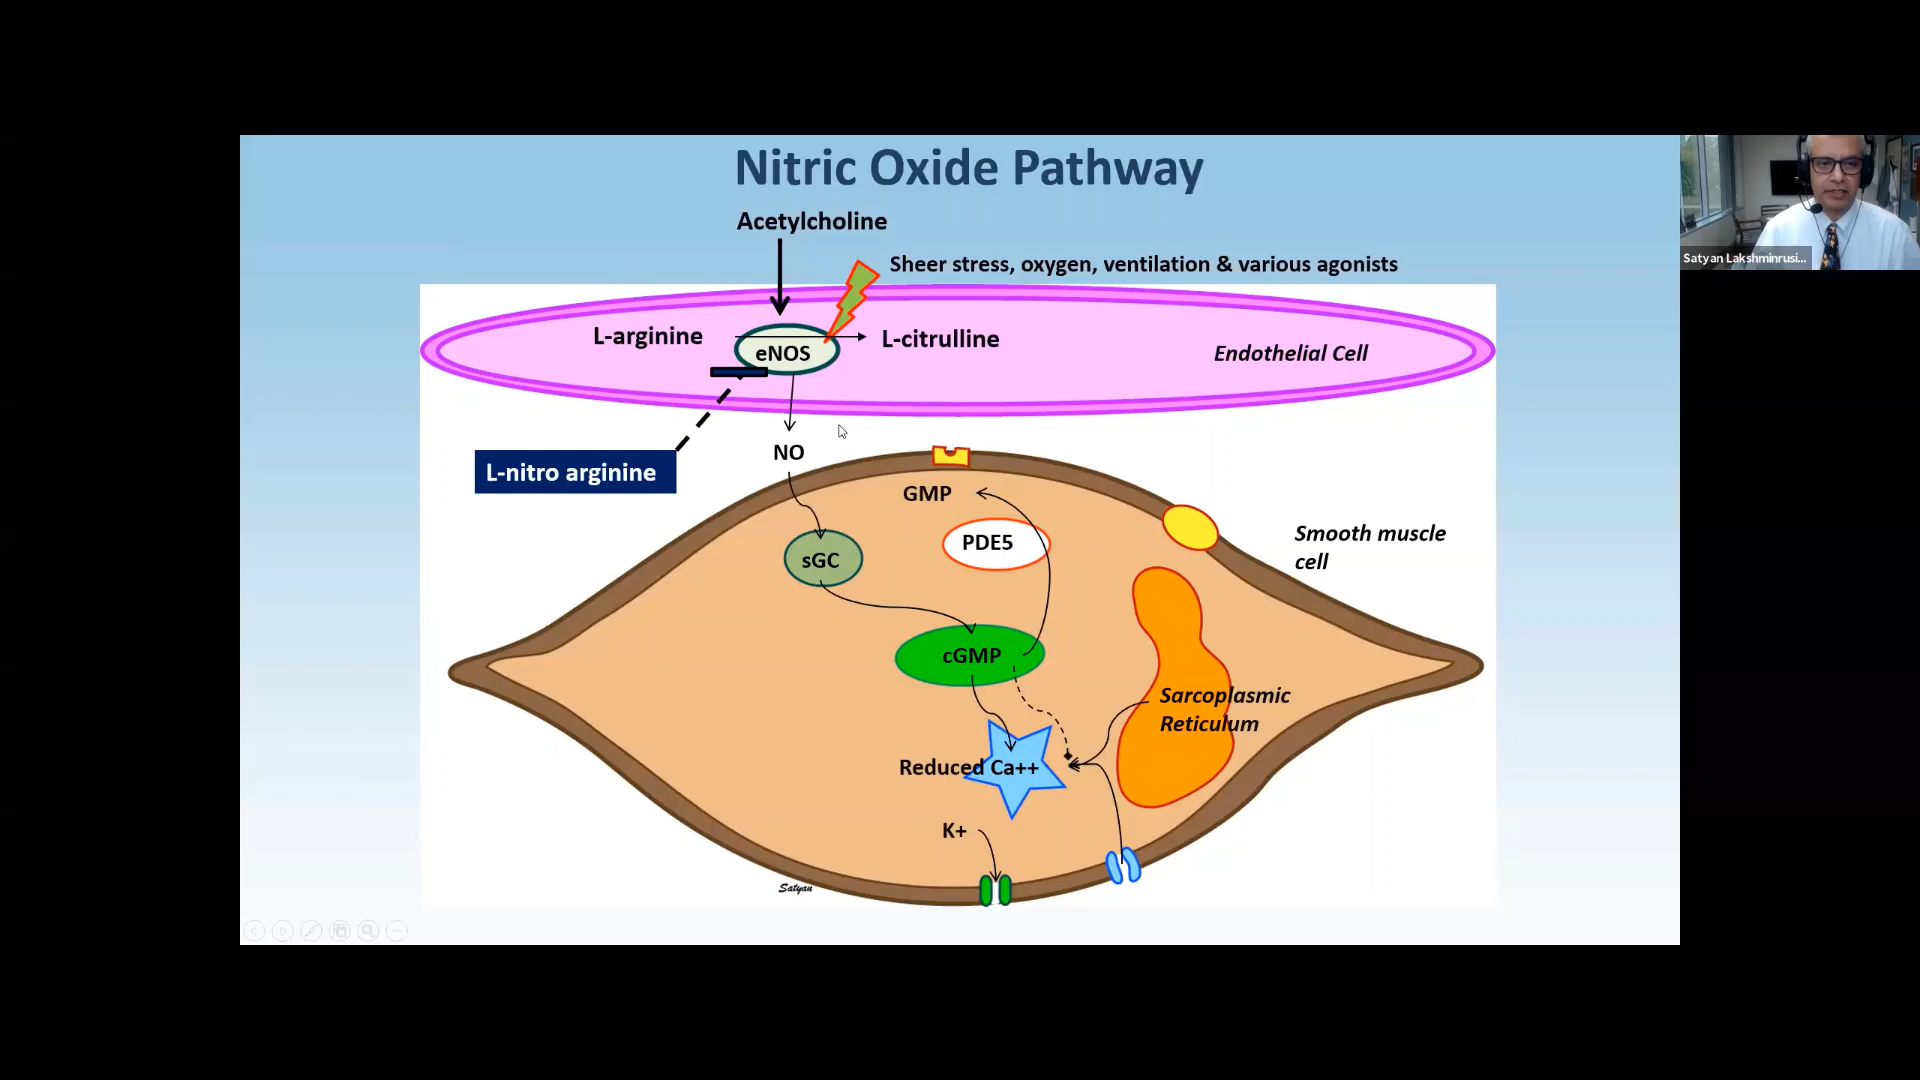 Nitric Oxide Pathway
Acetylcholine
Sheer stress, oxygen, ventilation & various agonists
Satyan Lakshminrusi...
L-arginine
eNOS
L-citrulline
Endothelial Cell
NO
L-nitro arginine
GMP
PDE5
Smooth muscle
cell
sGC
cGMP
Sarcoplasmic
Reticulum
Reduced Ca++
K+
Satyan